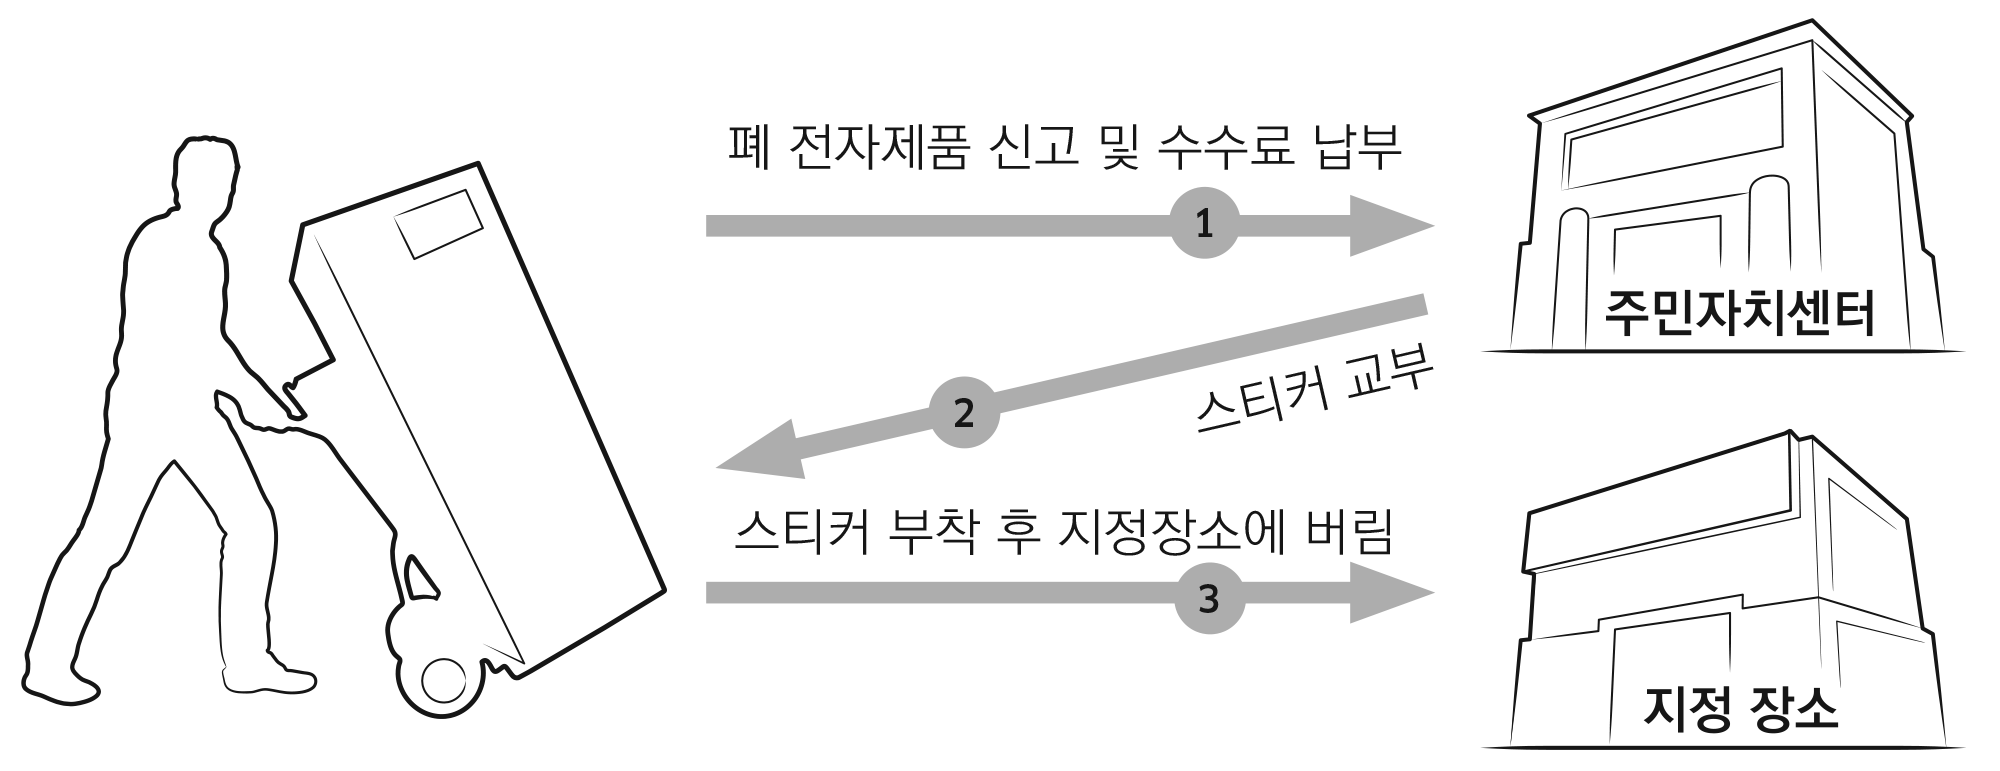 폐 전자제품 신고 및 수수료 납부
1
주민자치센터
2
스티커 교부
스티커 부착 후 지정장소에 버림
3
지정 장소